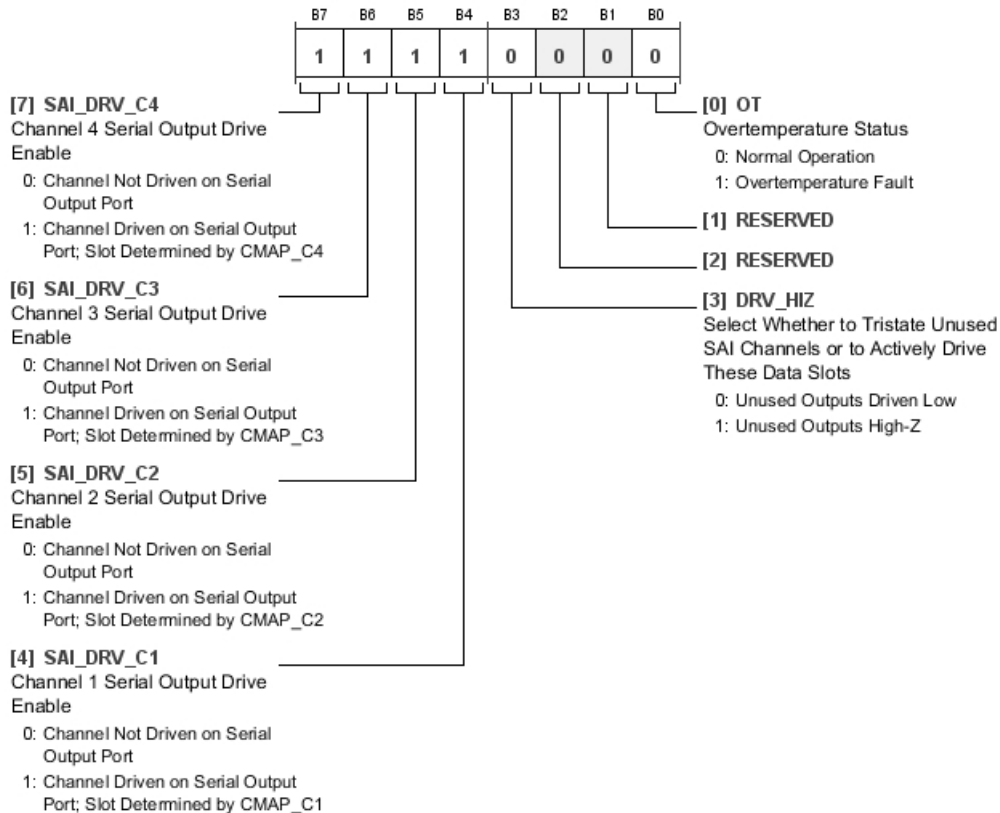 B7 B6 B5 B4 B3 B2 B1 B0
1 1 1 1 0 0 0 0
[7] SAI_DRV_C4
Channel 4 Serial Output Drive
Enable
0: Channel Not Driven on Serial
Output Port
1: Channel Driven on Serial Output
Port; Slot Determined by CMAP_C4
[6] SAI_DRV_C3
Channel 3 Serial Output Drive
Enable
0: Channel Not Driven on Serial
Output Port
1: Channel Driven on Serial Output
Port; Slot Determined by CMAP_C3
[5] SAI_DRV_C2
Channel 2 Serial Output Drive
Enable
0: Channel Not Driven on Serial
Output Port
1: Channel Driven on Serial Output
Port; Slot Determined by CMAP_C2
[4] SAI_DRV_C1
Channel 1 Serial Output Drive
Enable
0: Channel Not Driven on Serial
Output Port
1: Channel Driven on Serial Output
Port; Slot Determined by CMAP_C1
[0] OT
Overtemperature Status
0: Normal Operation
1: Overtemperature Fault
[1] RESERVED
[2] RESERVED
[3] DRV_HIZ
Select Whether to Tristate Unused
SAI Channels or to Actively Drive
These Data Slots
0: Unused Outputs Driven Low
1: Unused Outputs High-Z